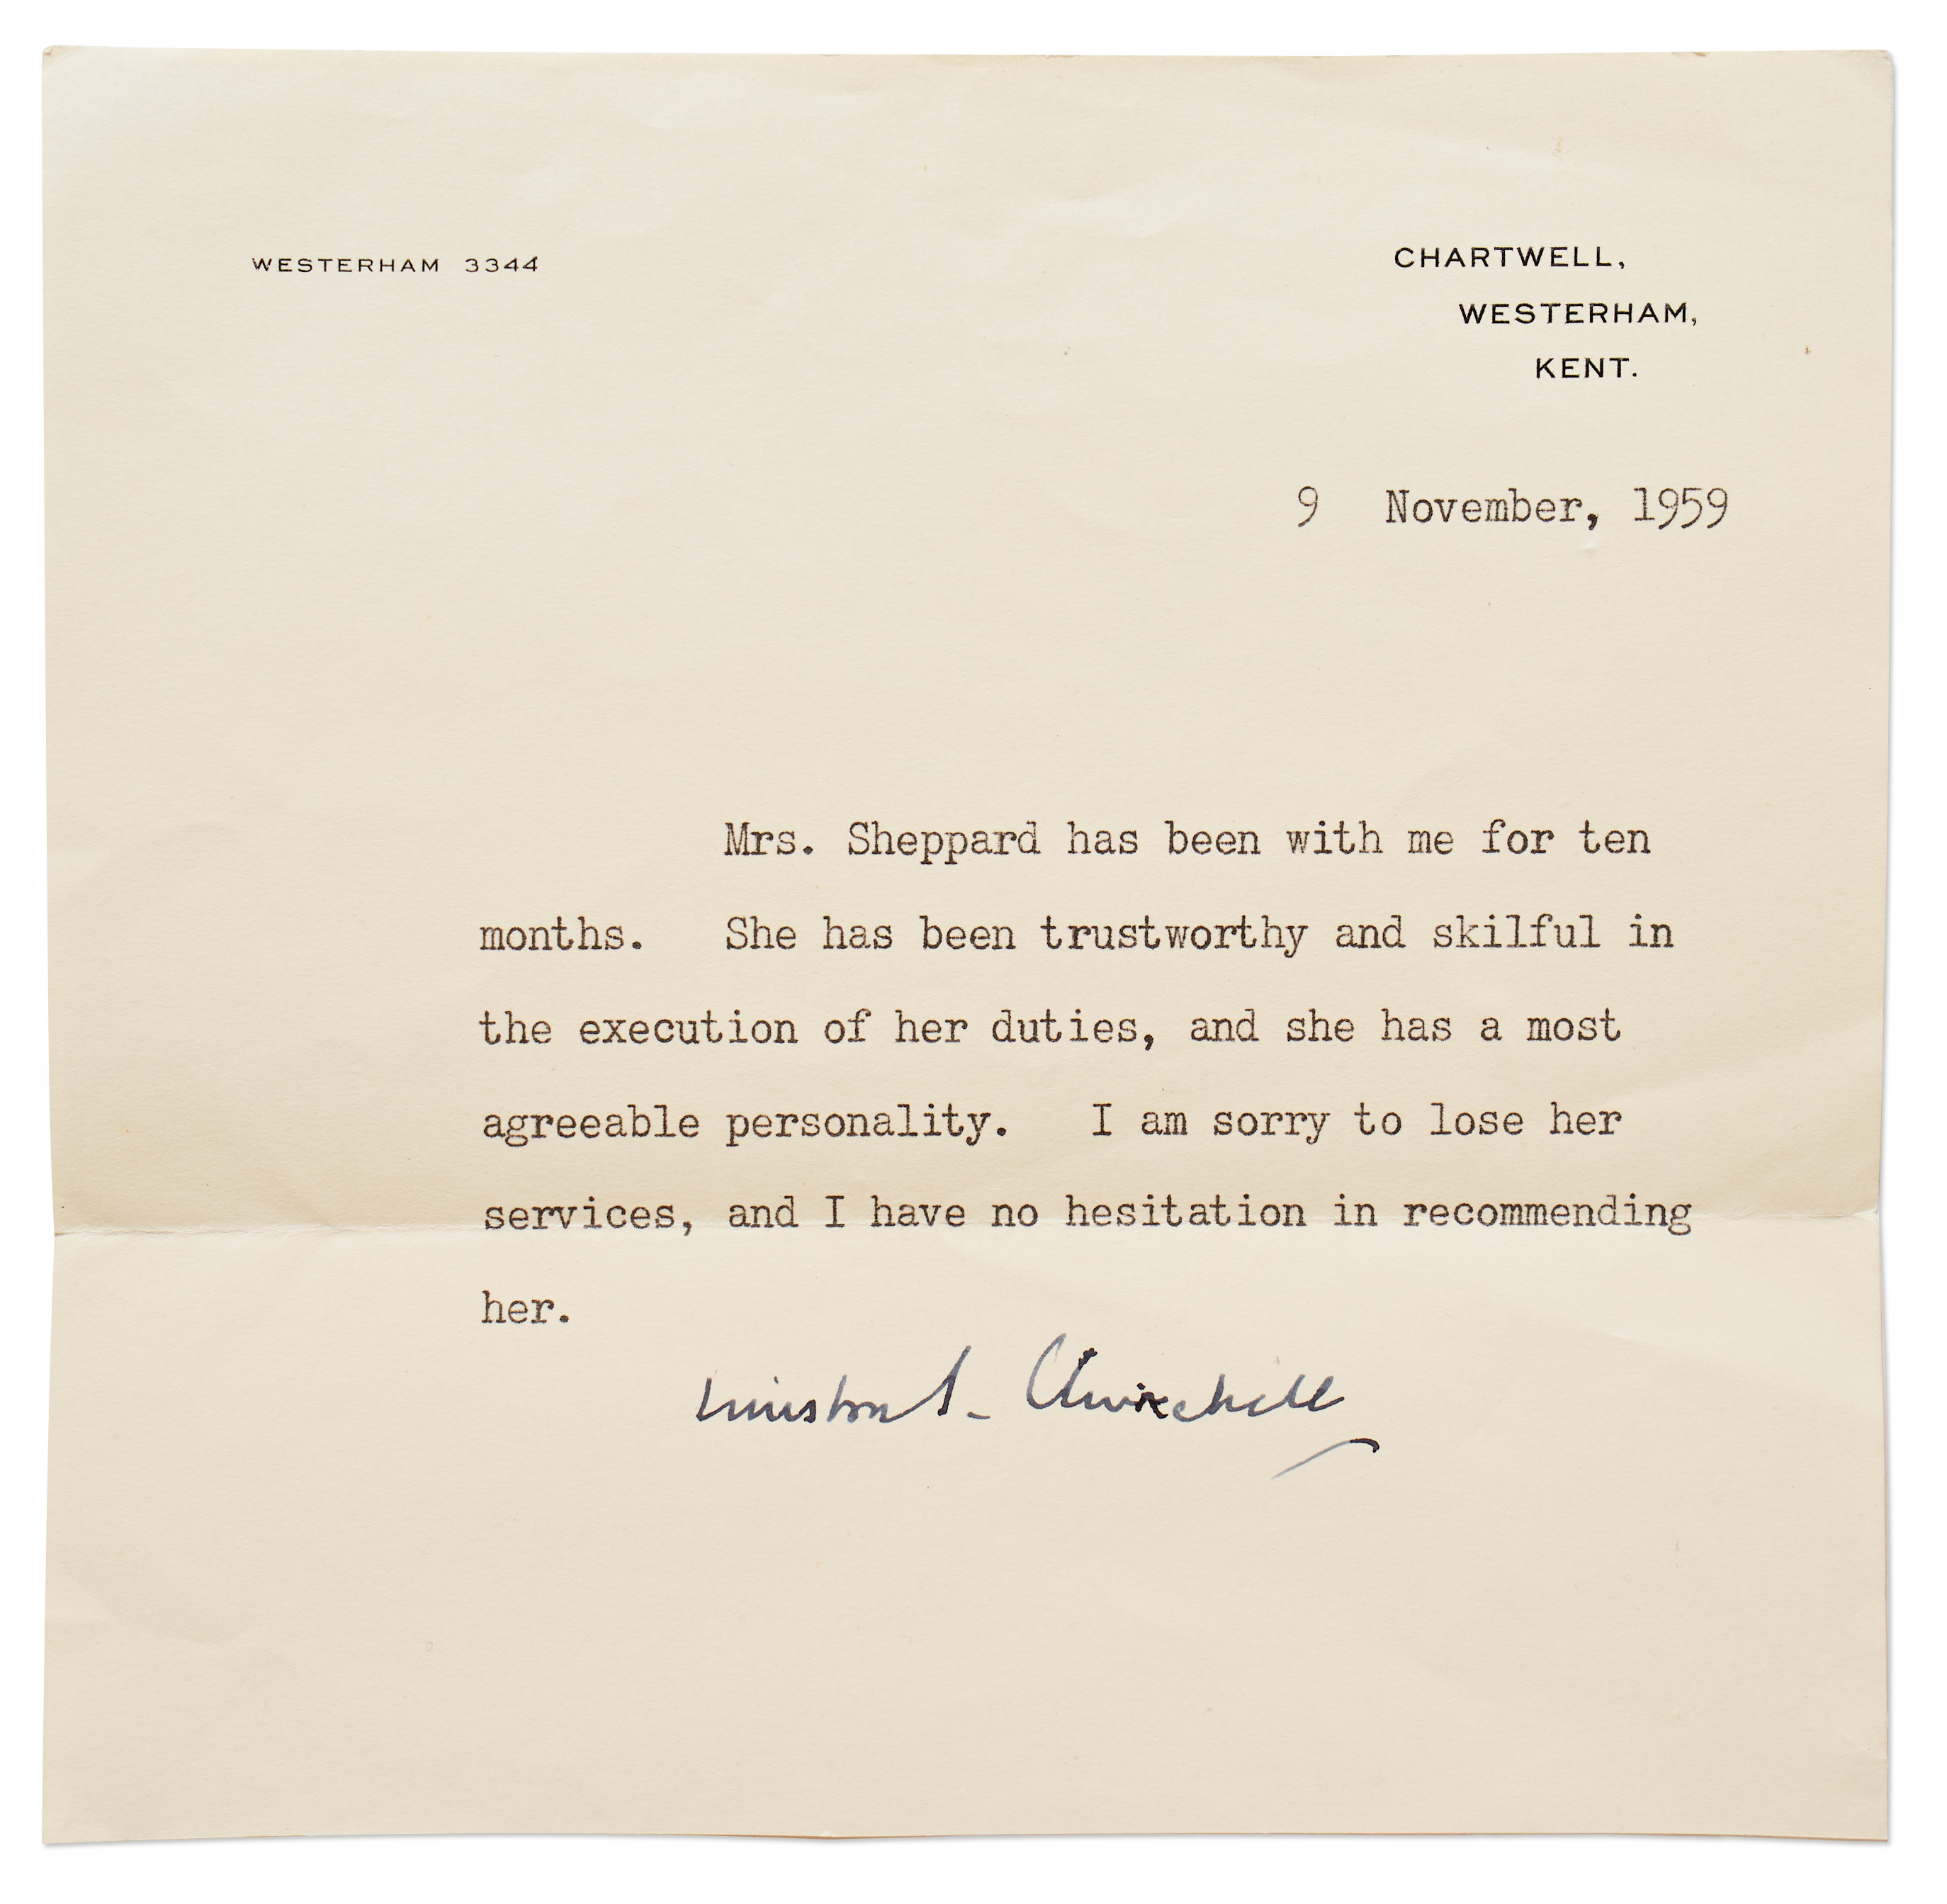 WESTERHAM 3344
CHARTWELL,
WESTERHAM,
KENT.
9 November, 1959
Mrs. Sheppard has been with me for ten
months. She has been trustworthy and skilful in
the execution of her duties, and she has a most
agreeable personality. I am sorry to lose her
services, and I have no hesitation in recommending
her.
Winston S. Churchill